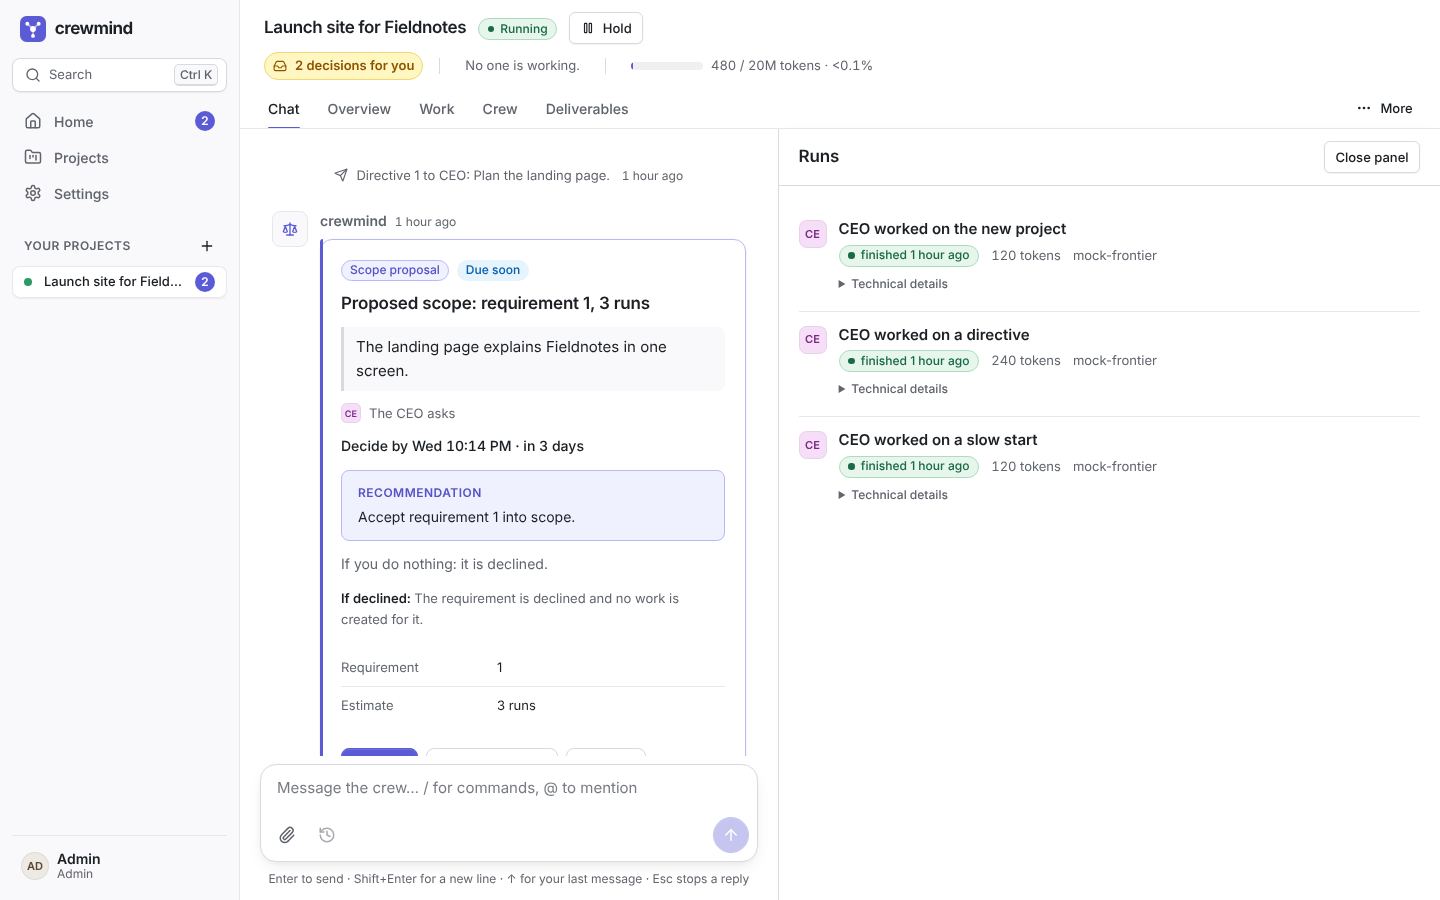 crewmind
Search
Ctrl K
Home
2
Projects
Settings
YOUR PROJECTS
Launch site for Field...
2
AD
Admin
Admin
Launch site for Fieldnotes
Running
Hold
2 decisions for you
No one is working.
480 / 20M tokens · <0.1%
Chat
Overview
Work
Crew
Deliverables
More
Directive 1 to CEO: Plan the landing page.
1 hour ago
crewmind
1 hour ago
Scope proposal
Due soon
Proposed scope: requirement 1, 3 runs
The landing page explains Fieldnotes in one
screen.
CE
The CEO asks
Decide by Wed 10:14 PM · in 3 days
RECOMMENDATION
Accept requirement 1 into scope.
If you do nothing: it is declined.
If declined: The requirement is declined and no work is
created for it.
Requirement
1
Estimate
3 runs
Message the crew... / for commands, @ to mention
Enter to send · Shift+Enter for a new line · ↑ for your last message · Esc stops a reply
Runs
Close panel
CE
CEO worked on the new project
finished 1 hour ago
120 tokens
mock-frontier
Technical details
CE
CEO worked on a directive
finished 1 hour ago
240 tokens
mock-frontier
Technical details
CE
CEO worked on a slow start
finished 1 hour ago
120 tokens
mock-frontier
Technical details